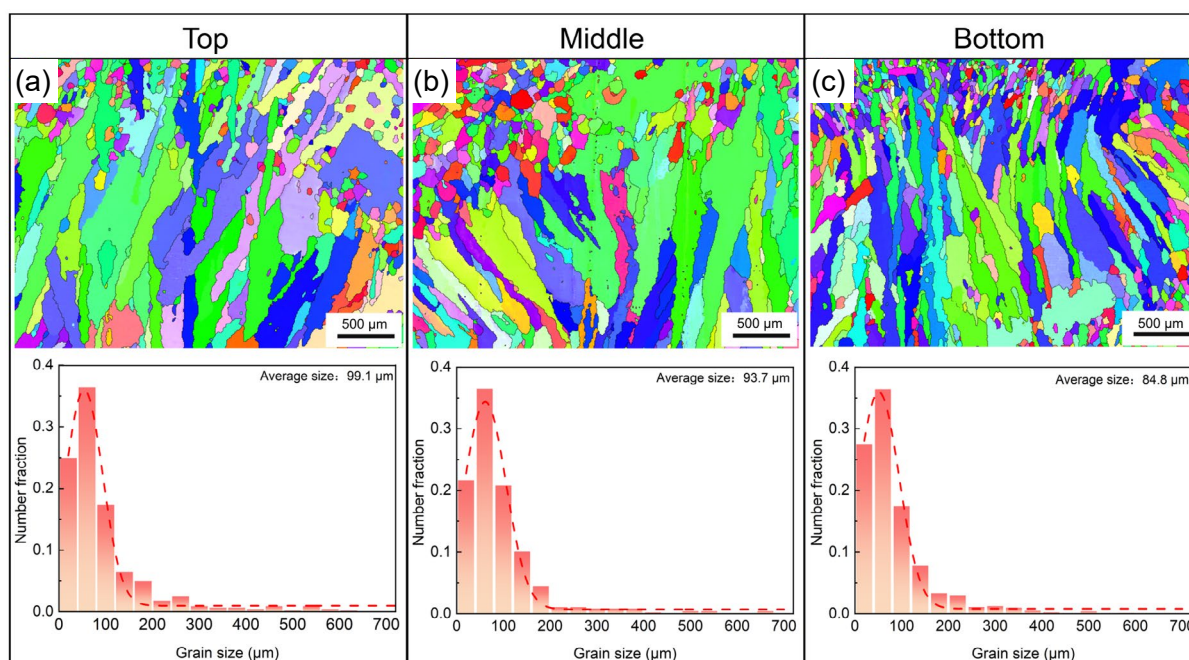 Top
Middle
Bottom
(a)
(b)
(c)
500 µm
500 µm
500 µm
Average size：99.1 µm
Number fraction
0.4
0.3
0.2
0.1
0.0
0
100
200
300
400
500
600
700
Grain size (µm)
Average size：93.7 µm
Number fraction
0.4
0.3
0.2
0.1
0.0
0
100
200
300
400
500
600
700
Grain size (µm)
Average size：84.8 µm
Number fraction
0.4
0.3
0.2
0.1
0.0
0
100
200
300
400
500
600
700
Grain size (µm)